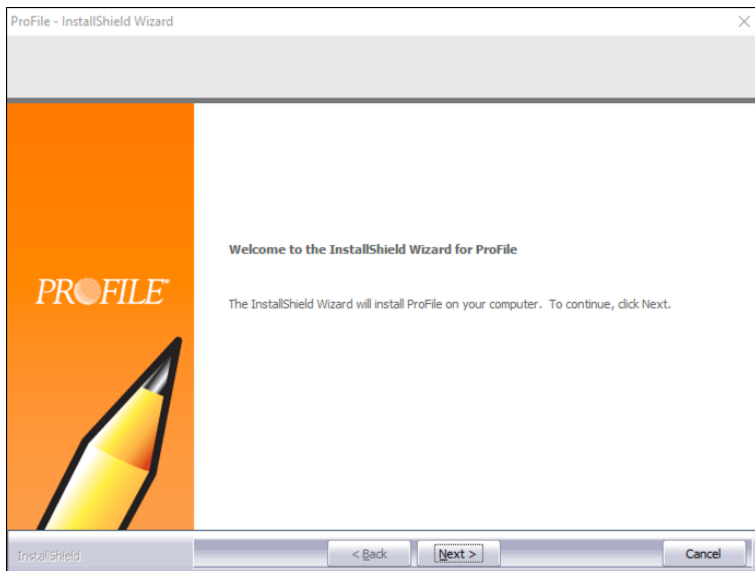 ProFile - InstallShield Wizard
Welcome to the InstallShield Wizard for ProFile
PROFILE
The InstallShield Wizard will install ProFile on your computer. To continue, click Next.
InstallShield
< Back
Next >
Cancel